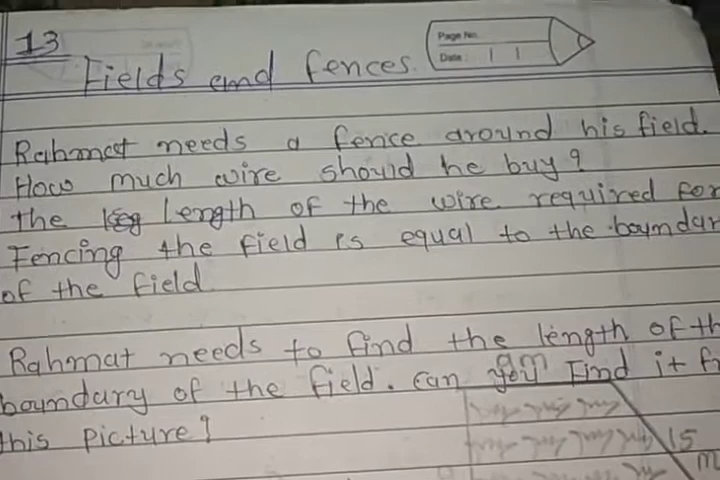 13
Page No.
Date:
Fields and fences.
Rahmat needs a fence around his field.
How much wire should he buy?
the Length of the wire required for
Fencing the field is equal to the boundar
of the field
Rahmat needs to find the length of th
boundary of the field. can you Find it fr
this picture?
15
m